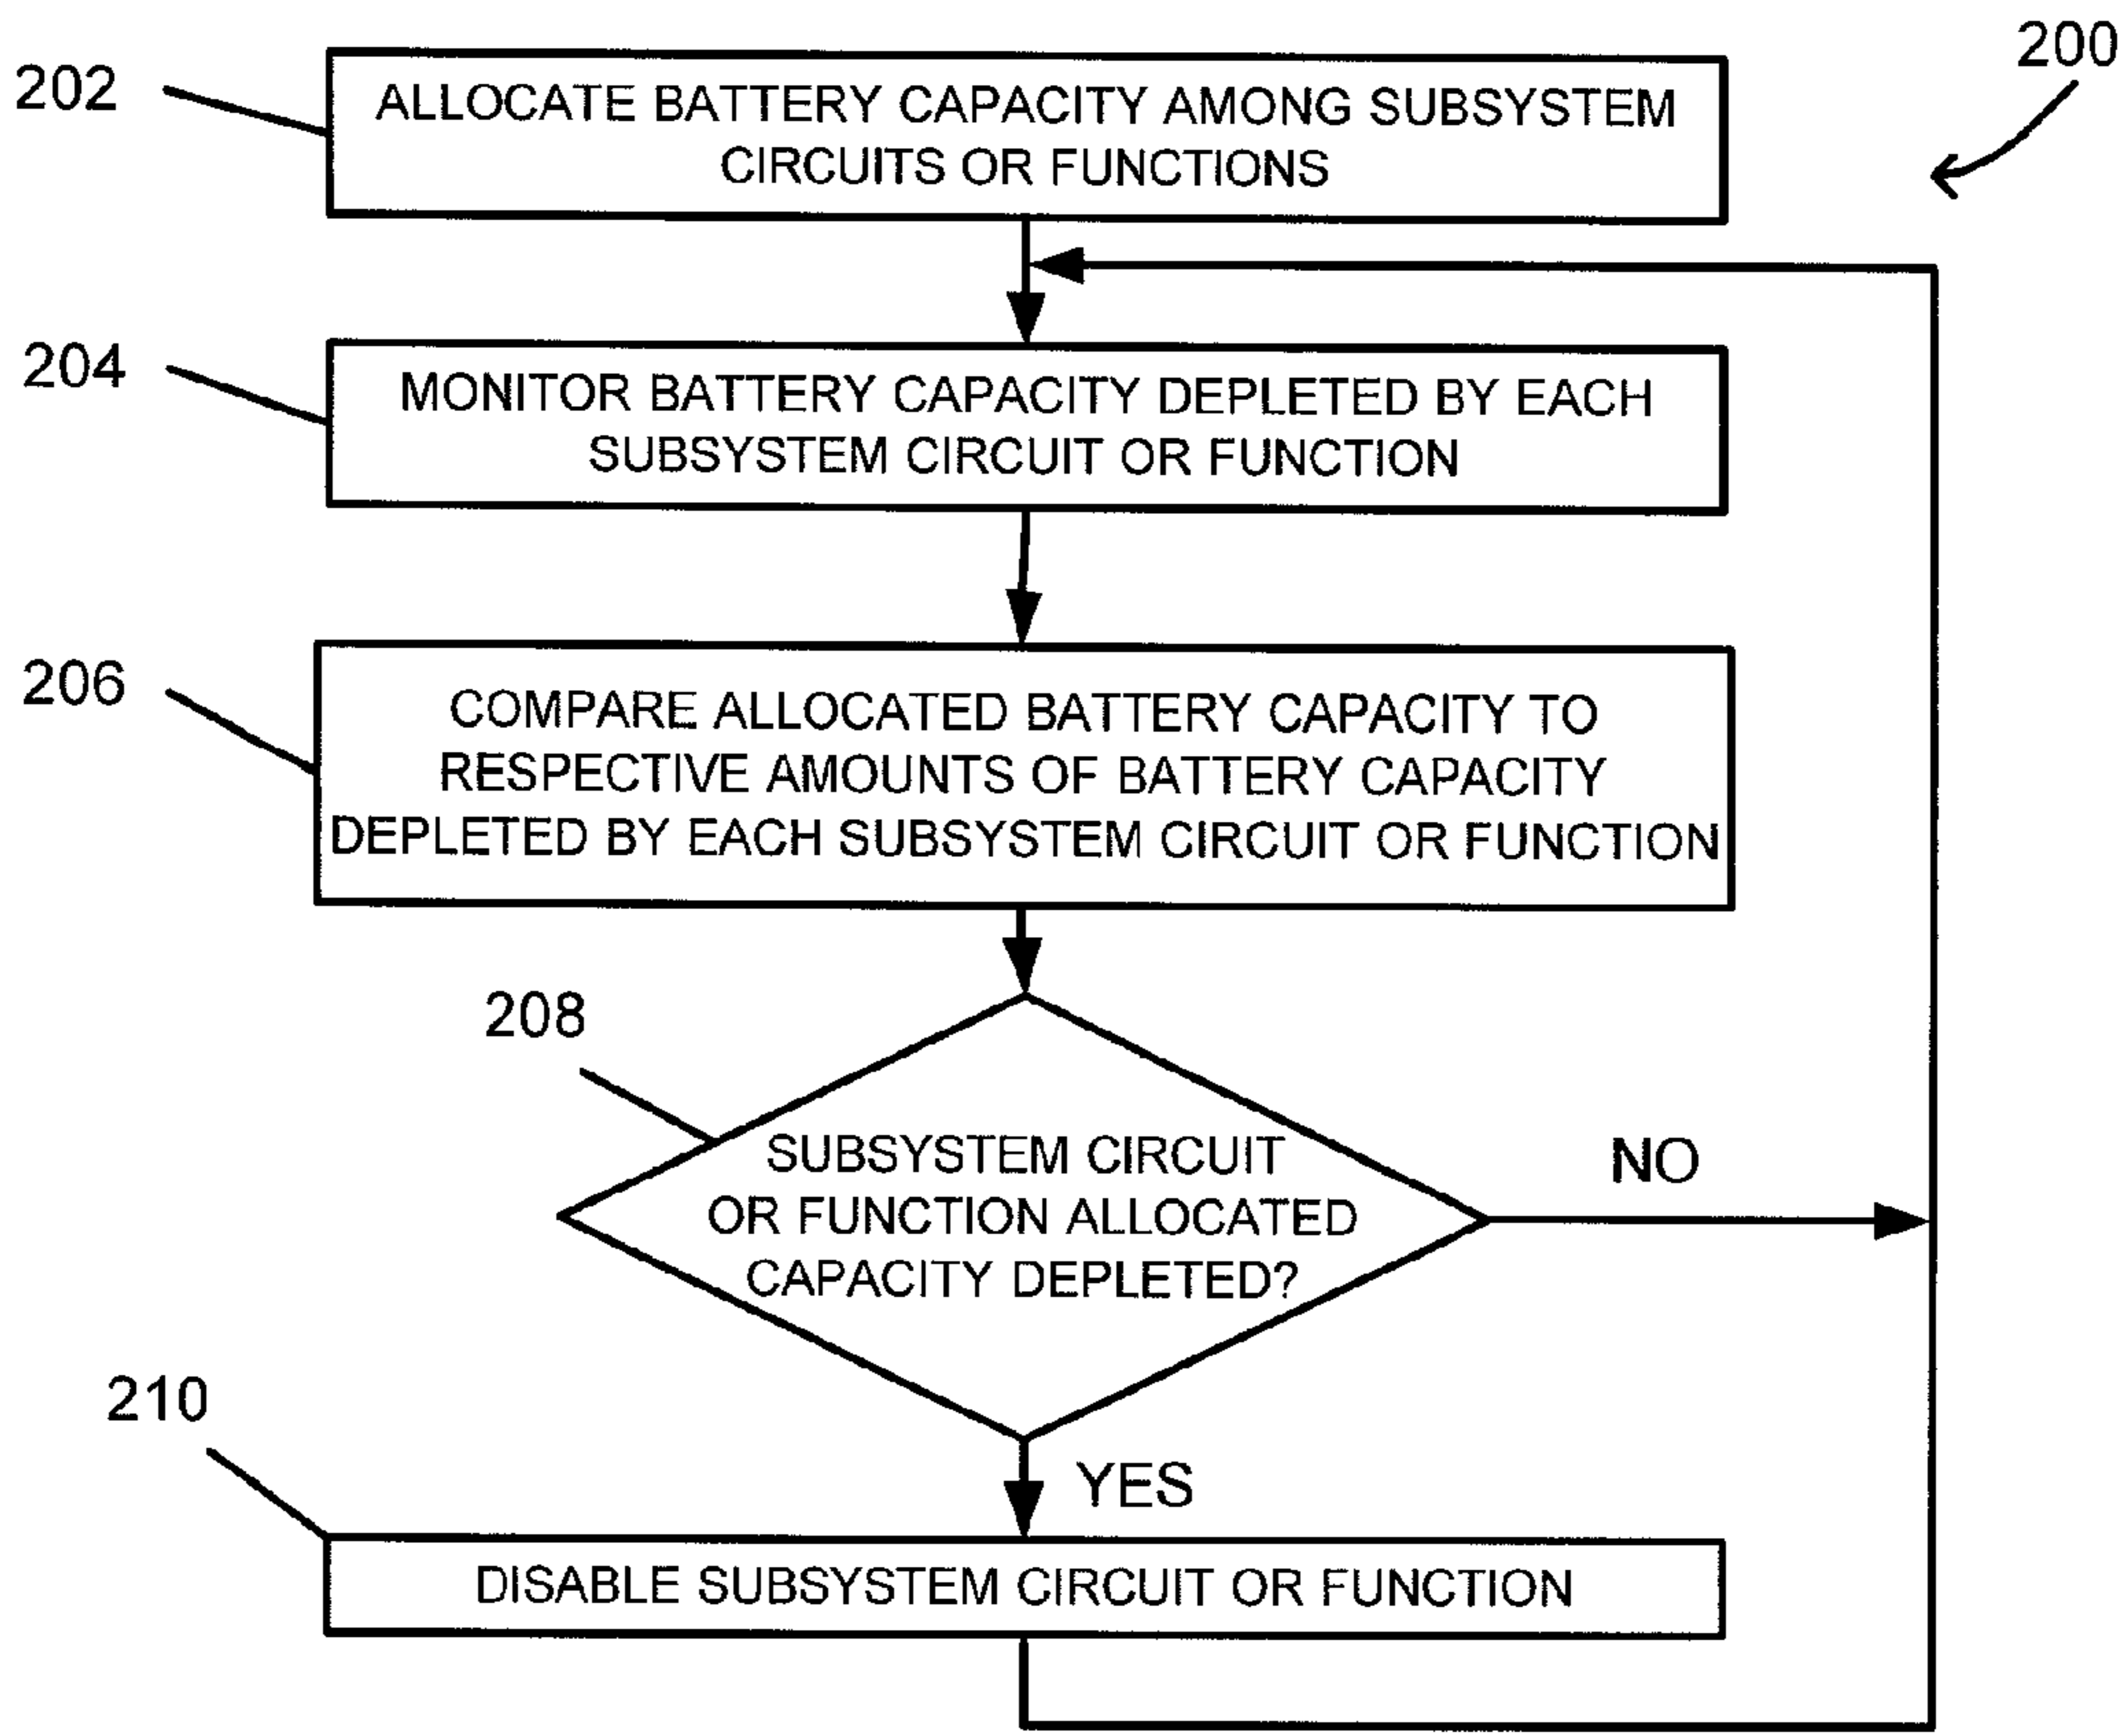 200
202
ALLOCATE BATTERY CAPACITY AMONG SUBSYSTEM
CIRCUITS OR FUNCTIONS
204
MONITOR BATTERY CAPACITY DEPLETED BY EACH
SUBSYSTEM CIRCUIT OR FUNCTION
206
COMPARE ALLOCATED BATTERY CAPACITY TO
RESPECTIVE AMOUNTS OF BATTERY CAPACITY
DEPLETED BY EACH SUBSYSTEM CIRCUIT OR FUNCTION
208
SUBSYSTEM CIRCUIT
OR FUNCTION ALLOCATED
CAPACITY DEPLETED?
NO
YES
210
DISABLE SUBSYSTEM CIRCUIT OR FUNCTION